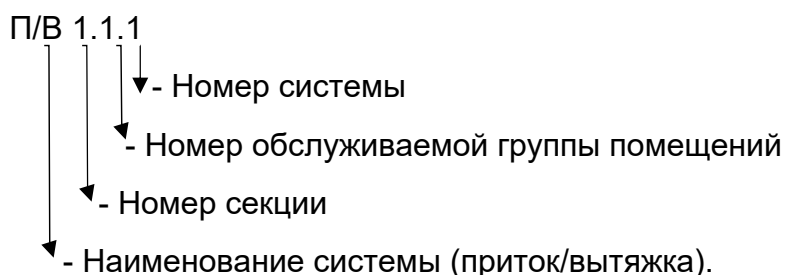 П/В 1.1.1
- Номер системы
- Номер обслуживаемой группы помещений
- Номер секции
- Наименование системы (приток/вытяжка).